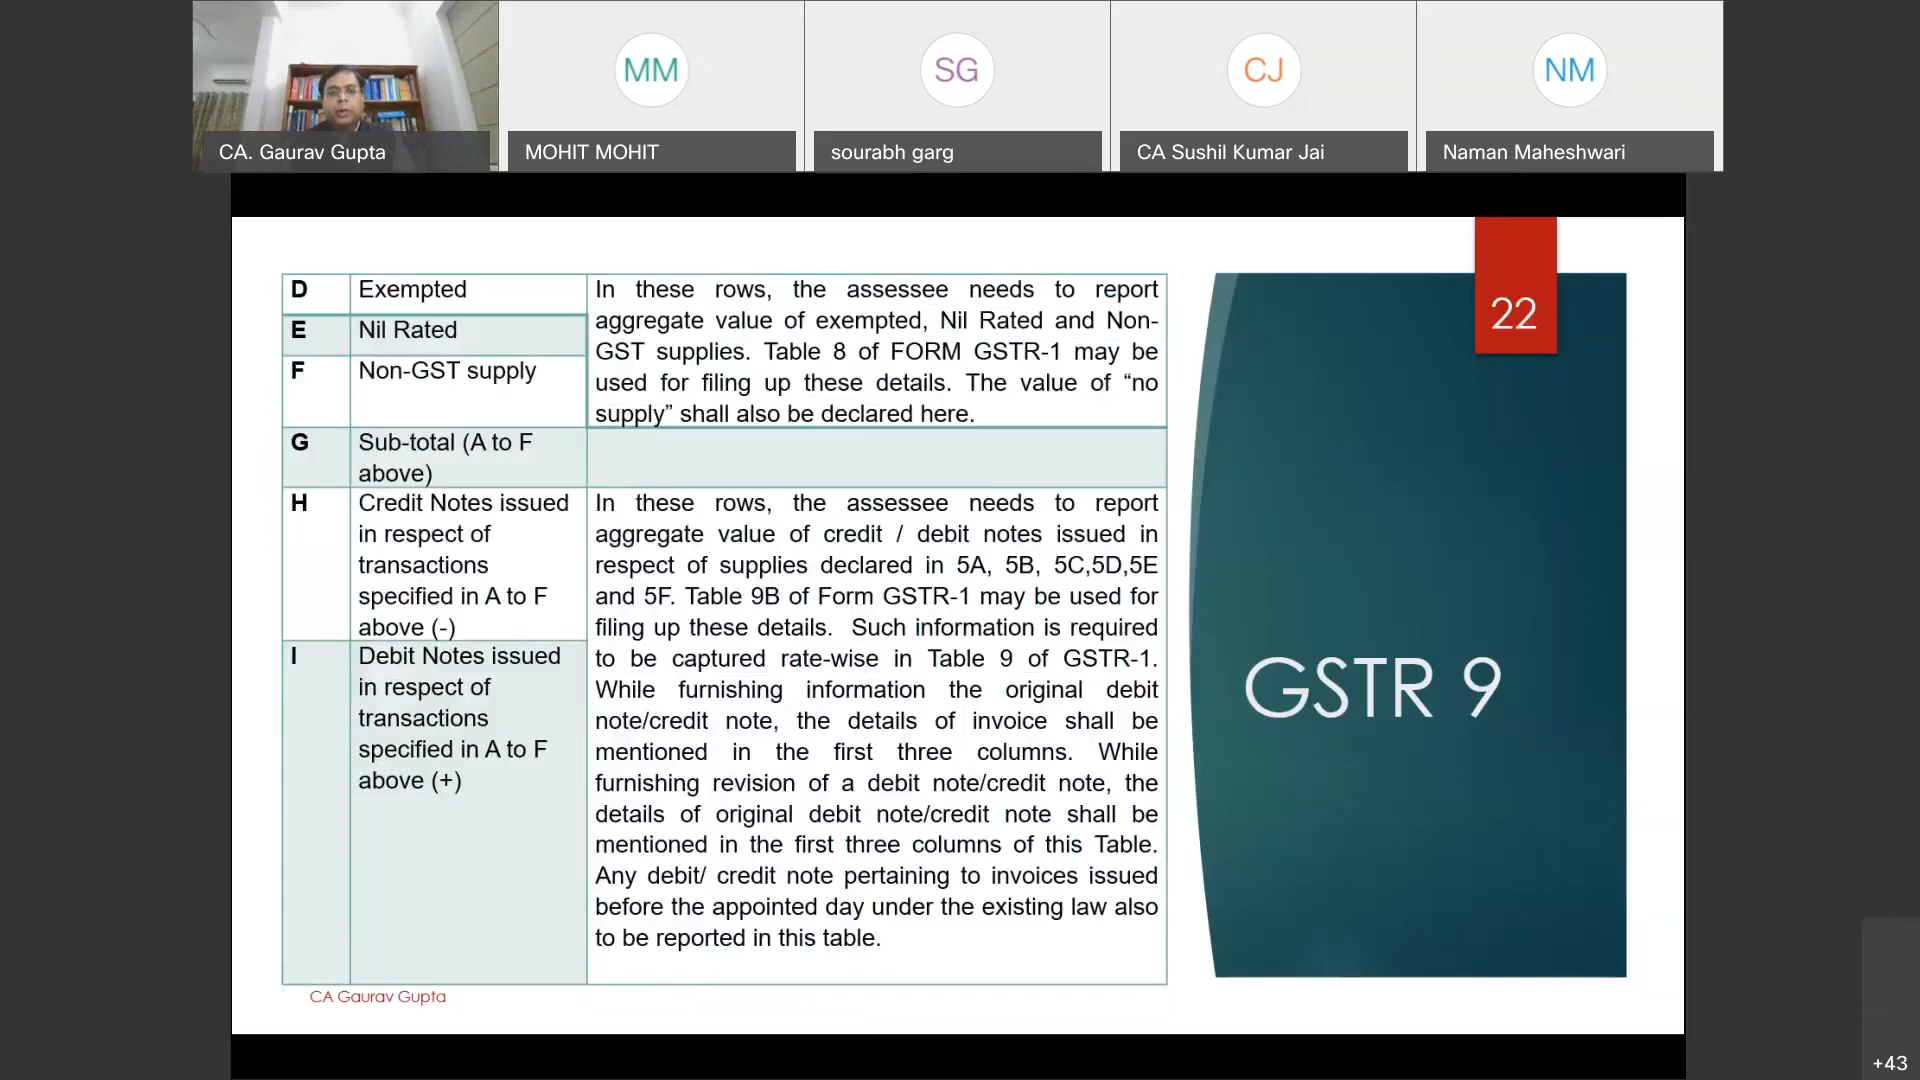 MM
SG
CJ
NM
CA. Gaurav Gupta
MOHIT MOHIT
sourabh garg
CA Sushil Kumar Jai
Naman Maheshwari
22
D
Exempted
E
Nil Rated
F
Non-GST supply
In these rows, the assessee needs to report
aggregate value of exempted, Nil Rated and Non-
GST supplies. Table 8 of FORM GSTR-1 may be
used for filing up these details. The value of “no
supply” shall also be declared here.
G
Sub-total (A to F
above)
H
Credit Notes issued
in respect of
transactions
specified in A to F
above (-)
I
Debit Notes issued
in respect of
transactions
specified in A to F
above (+)
In these rows, the assessee needs to report
aggregate value of credit / debit notes issued in
respect of supplies declared in 5A, 5B, 5C,5D,5E
and 5F. Table 9B of Form GSTR-1 may be used for
filing up these details. Such information is required
to be captured rate-wise in Table 9 of GSTR-1.
While furnishing information the original debit
note/credit note, the details of invoice shall be
mentioned in the first three columns. While
furnishing revision of a debit note/credit note, the
details of original debit note/credit note shall be
mentioned in the first three columns of this Table.
Any debit/ credit note pertaining to invoices issued
before the appointed day under the existing law also
to be reported in this table.
GSTR 9
CA Gaurav Gupta
+43